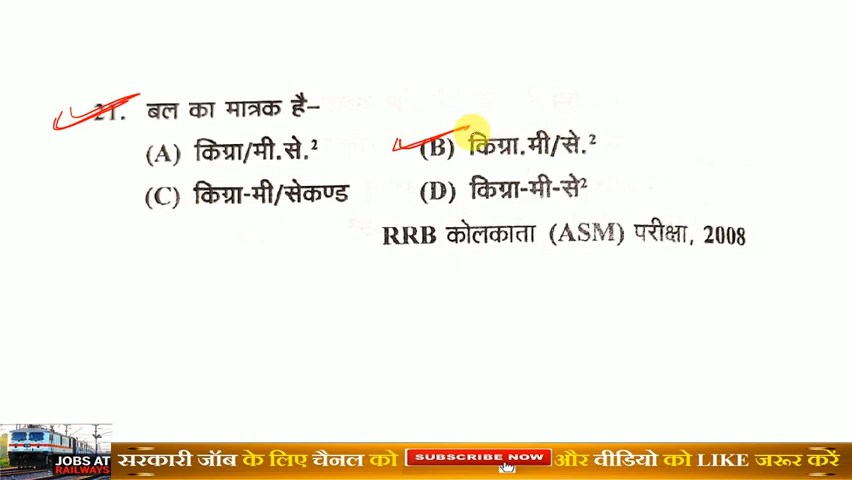 21. बल का मात्रक है–
(A) किग्रा/मी.से.² (B) किग्रा.मी/से.²
(C) किग्रा-मी/सेकण्ड (D) किग्रा-मी-से²
RRB कोलकाता (ASM) परीक्षा, 2008
JOBS AT
RAILWAYS
सरकारी जॉब के लिए चैनल को SUBSCRIBE NOW और वीडियो को LIKE जरूर करें